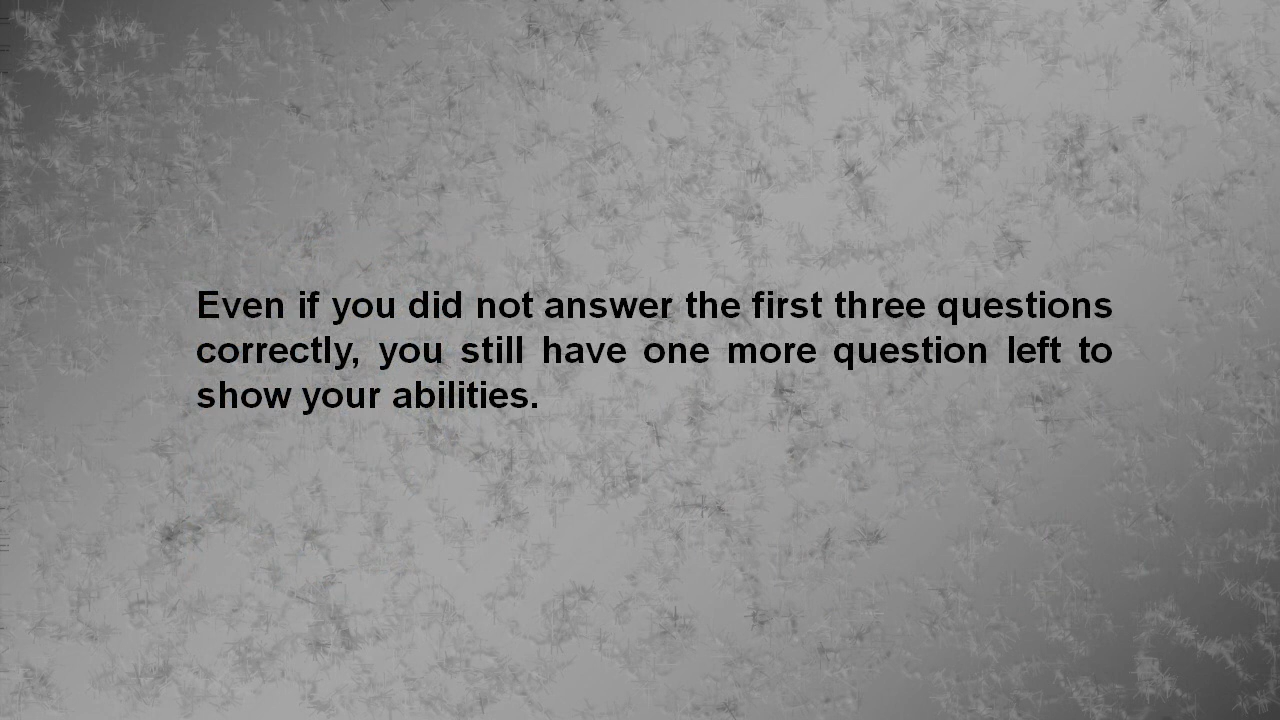 Even if you did not answer the first three questions
correctly, you still have one more question left to
show your abilities.